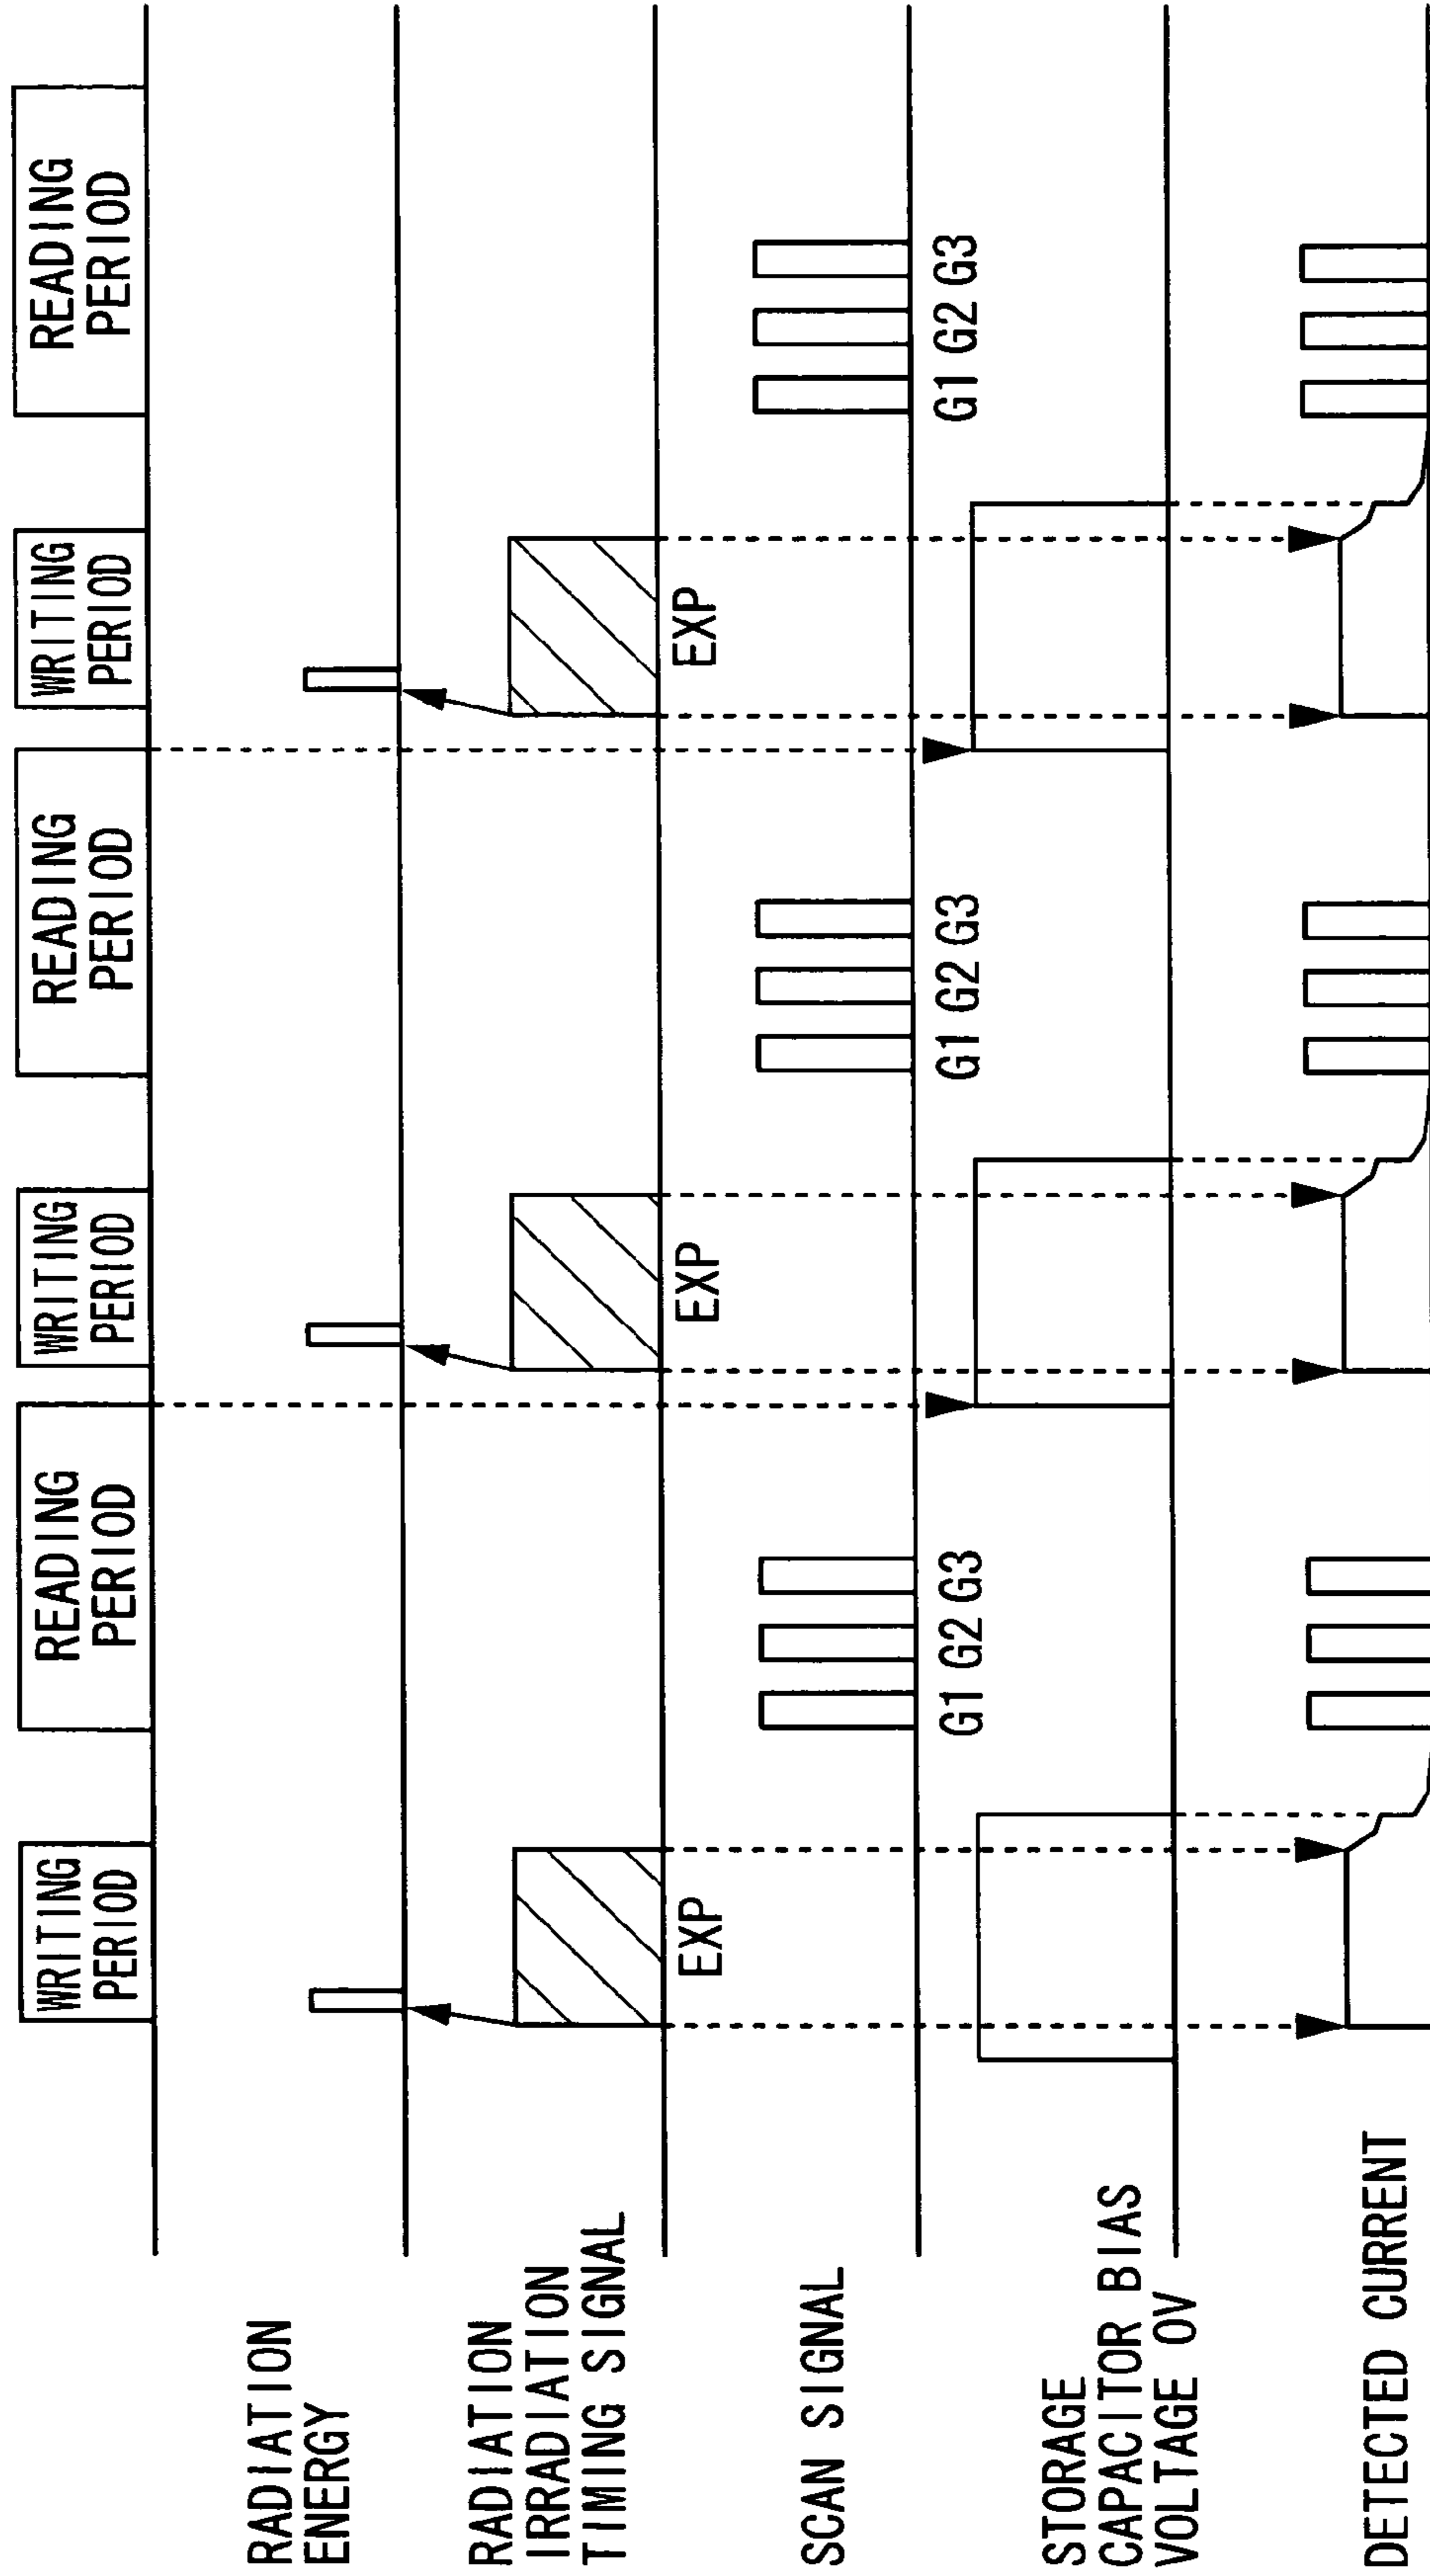 WRITING
PERIOD
READING
PERIOD
WRITING
PERIOD
READING
PERIOD
WRITING
PERIOD
READING
PERIOD
RADIATION
ENERGY
RADIATION
IRRADIATION
TIMING SIGNAL
EXP
EXP
EXP
SCAN SIGNAL
G1 G2 G3
G1 G2 G3
G1 G2 G3
STORAGE
CAPACITOR BIAS
VOLTAGE 0V
DETECTED CURRENT